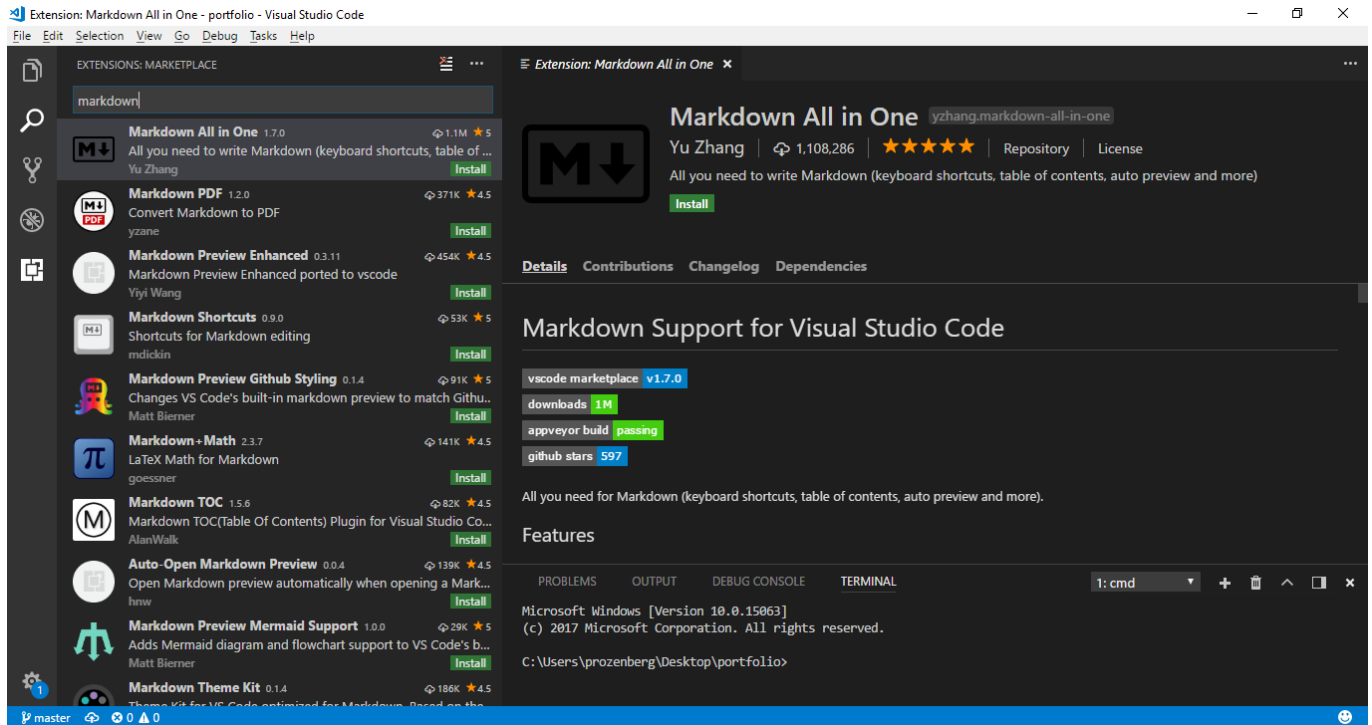 Extension: Markdown All in One - portfolio - Visual Studio Code
File Edit Selection View Go Debug Tasks Help
EXTENSIONS: MARKETPLACE
markdown
Markdown All in One 1.7.0 1.1M 5
All you need to write Markdown (keyboard shortcuts, table of ...
Yu Zhang Install
Markdown PDF 1.2.0 371K 4.5
Convert Markdown to PDF
yzane Install
Markdown Preview Enhanced 0.3.11 454K 4.5
Markdown Preview Enhanced ported to vscode
Yiyi Wang Install
Markdown Shortcuts 0.9.0 53K 5
Shortcuts for Markdown editing
mdickin Install
Markdown Preview Github Styling 0.1.4 91K 5
Changes VS Code's built-in markdown preview to match Githu...
Matt Bierner Install
Markdown+Math 2.3.7 141K 4.5
LaTeX Math for Markdown
goessner Install
Markdown TOC 1.5.6 82K 4.5
Markdown TOC(Table Of Contents) Plugin for Visual Studio Co...
AlanWalk Install
Auto-Open Markdown Preview 0.0.4 139K 4.5
Open Markdown preview automatically when opening a Mark...
hnw Install
Markdown Preview Mermaid Support 1.0.0 29K 5
Adds Mermaid diagram and flowchart support to VS Code's b...
Matt Bierner Install
Markdown Theme Kit 0.1.4 186K 4.5
Theme Kit for VS Code optimized for Markdown. Based on the
Extension: Markdown All in One
Markdown All in One yzhang.markdown-all-in-one
Yu Zhang 1,108,286 Repository License
All you need to write Markdown (keyboard shortcuts, table of contents, auto preview and more)
Install
Details Contributions Changelog Dependencies
Markdown Support for Visual Studio Code
vscode marketplace v1.7.0
downloads 1M
appveyor build passing
github stars 597
All you need for Markdown (keyboard shortcuts, table of contents, auto preview and more).
Features
PROBLEMS OUTPUT DEBUG CONSOLE TERMINAL 1: cmd
Microsoft Windows [Version 10.0.15063]
(c) 2017 Microsoft Corporation. All rights reserved.
C:\Users\prozenberg\Desktop\portfolio>
1
master 0 0